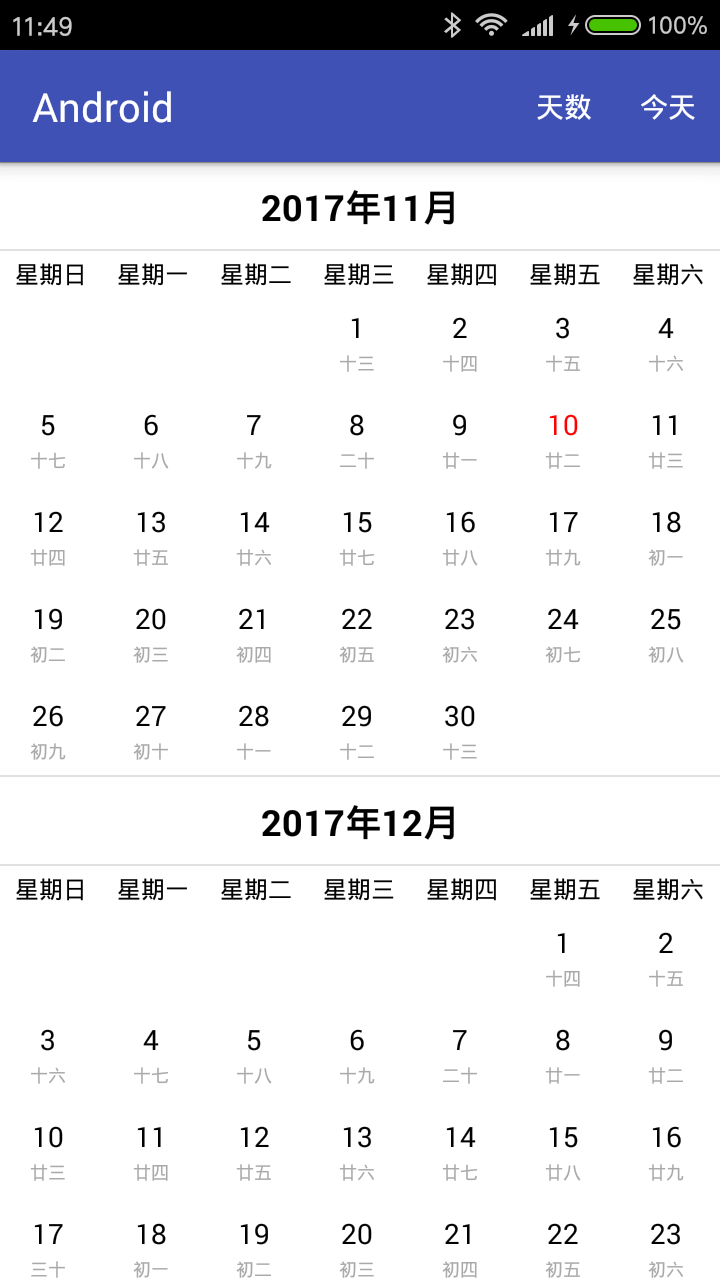 11:49 100%
Android 天数 今天
2017年11月
星期日 星期一 星期二 星期三 星期四 星期五 星期六
1 2 3 4
十三 十四 十五 十六
5 6 7 8 9 10 11
十七 十八 十九 二十 廿一 廿二 廿三
12 13 14 15 16 17 18
廿四 廿五 廿六 廿七 廿八 廿九 初一
19 20 21 22 23 24 25
初二 初三 初四 初五 初六 初七 初八
26 27 28 29 30
初九 初十 十一 十二 十三
2017年12月
星期日 星期一 星期二 星期三 星期四 星期五 星期六
1 2
十四 十五
3 4 5 6 7 8 9
十六 十七 十八 十九 二十 廿一 廿二
10 11 12 13 14 15 16
廿三 廿四 廿五 廿六 廿七 廿八 廿九
17 18 19 20 21 22 23
三十 初一 初二 初三 初四 初五 初六